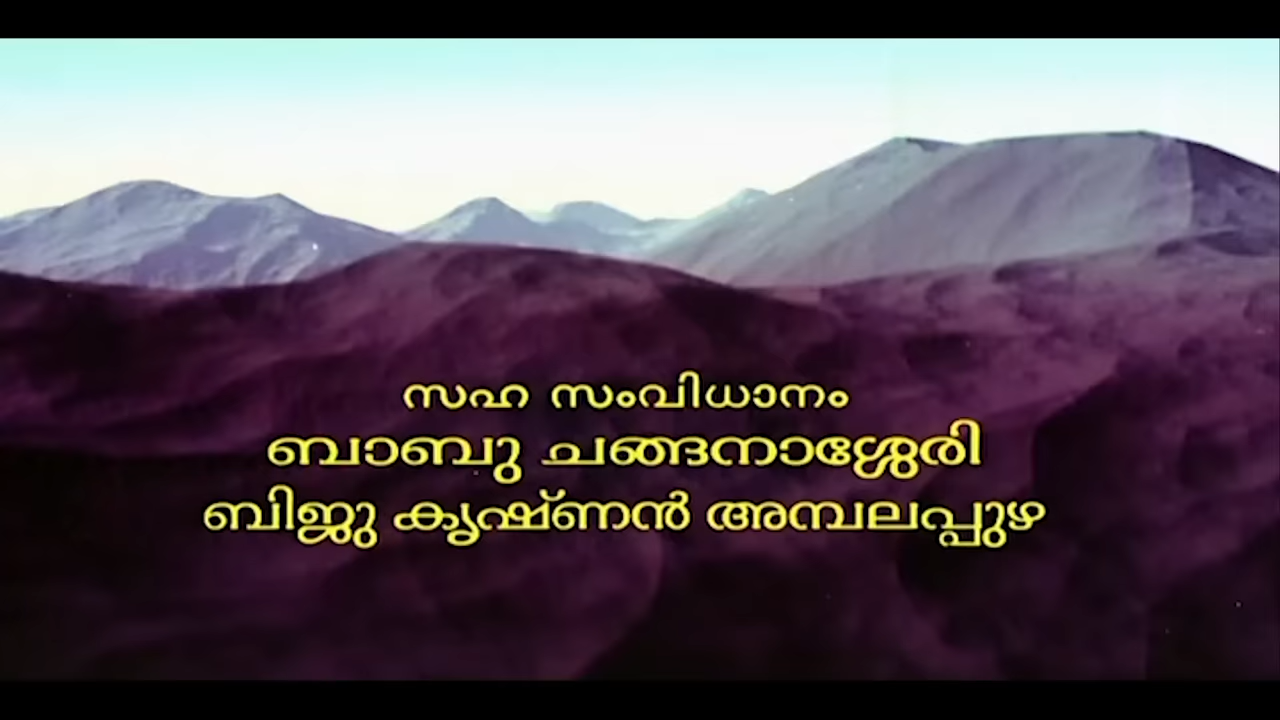 സഹ സംവിധാനം
ബാബു ചങ്ങനാശ്ശേരി
ബിജു കൃഷ്ണൻ അമ്പലപ്പുഴ